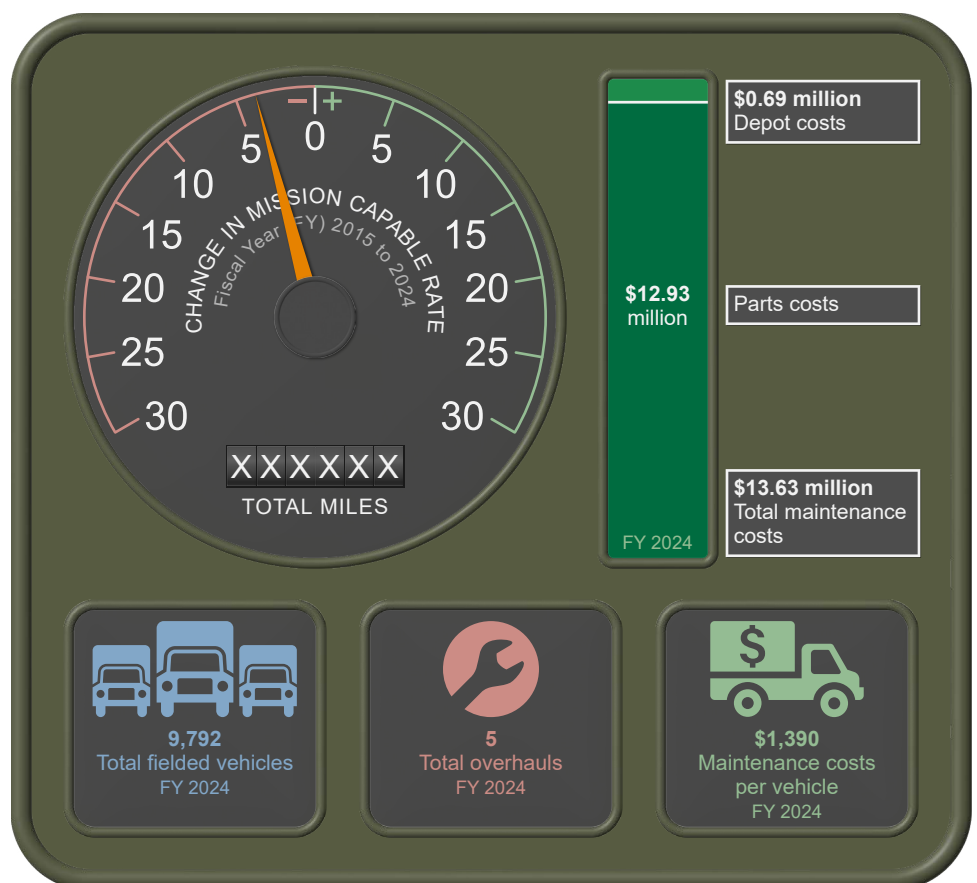 − +
0
5 5
10 10
15 15
20 20
25 25
30 30
CHANGE IN MISSION CAPABLE RATE
Fiscal Year (FY) 2015 to 2024
XXXXXX
TOTAL MILES
$0.69 million
Depot costs
$12.93
million
Parts costs
$13.63 million
Total maintenance
costs
FY 2024
9,792
Total fielded vehicles
FY 2024
5
Total overhauls
FY 2024
$
$1,390
Maintenance costs
per vehicle
FY 2024